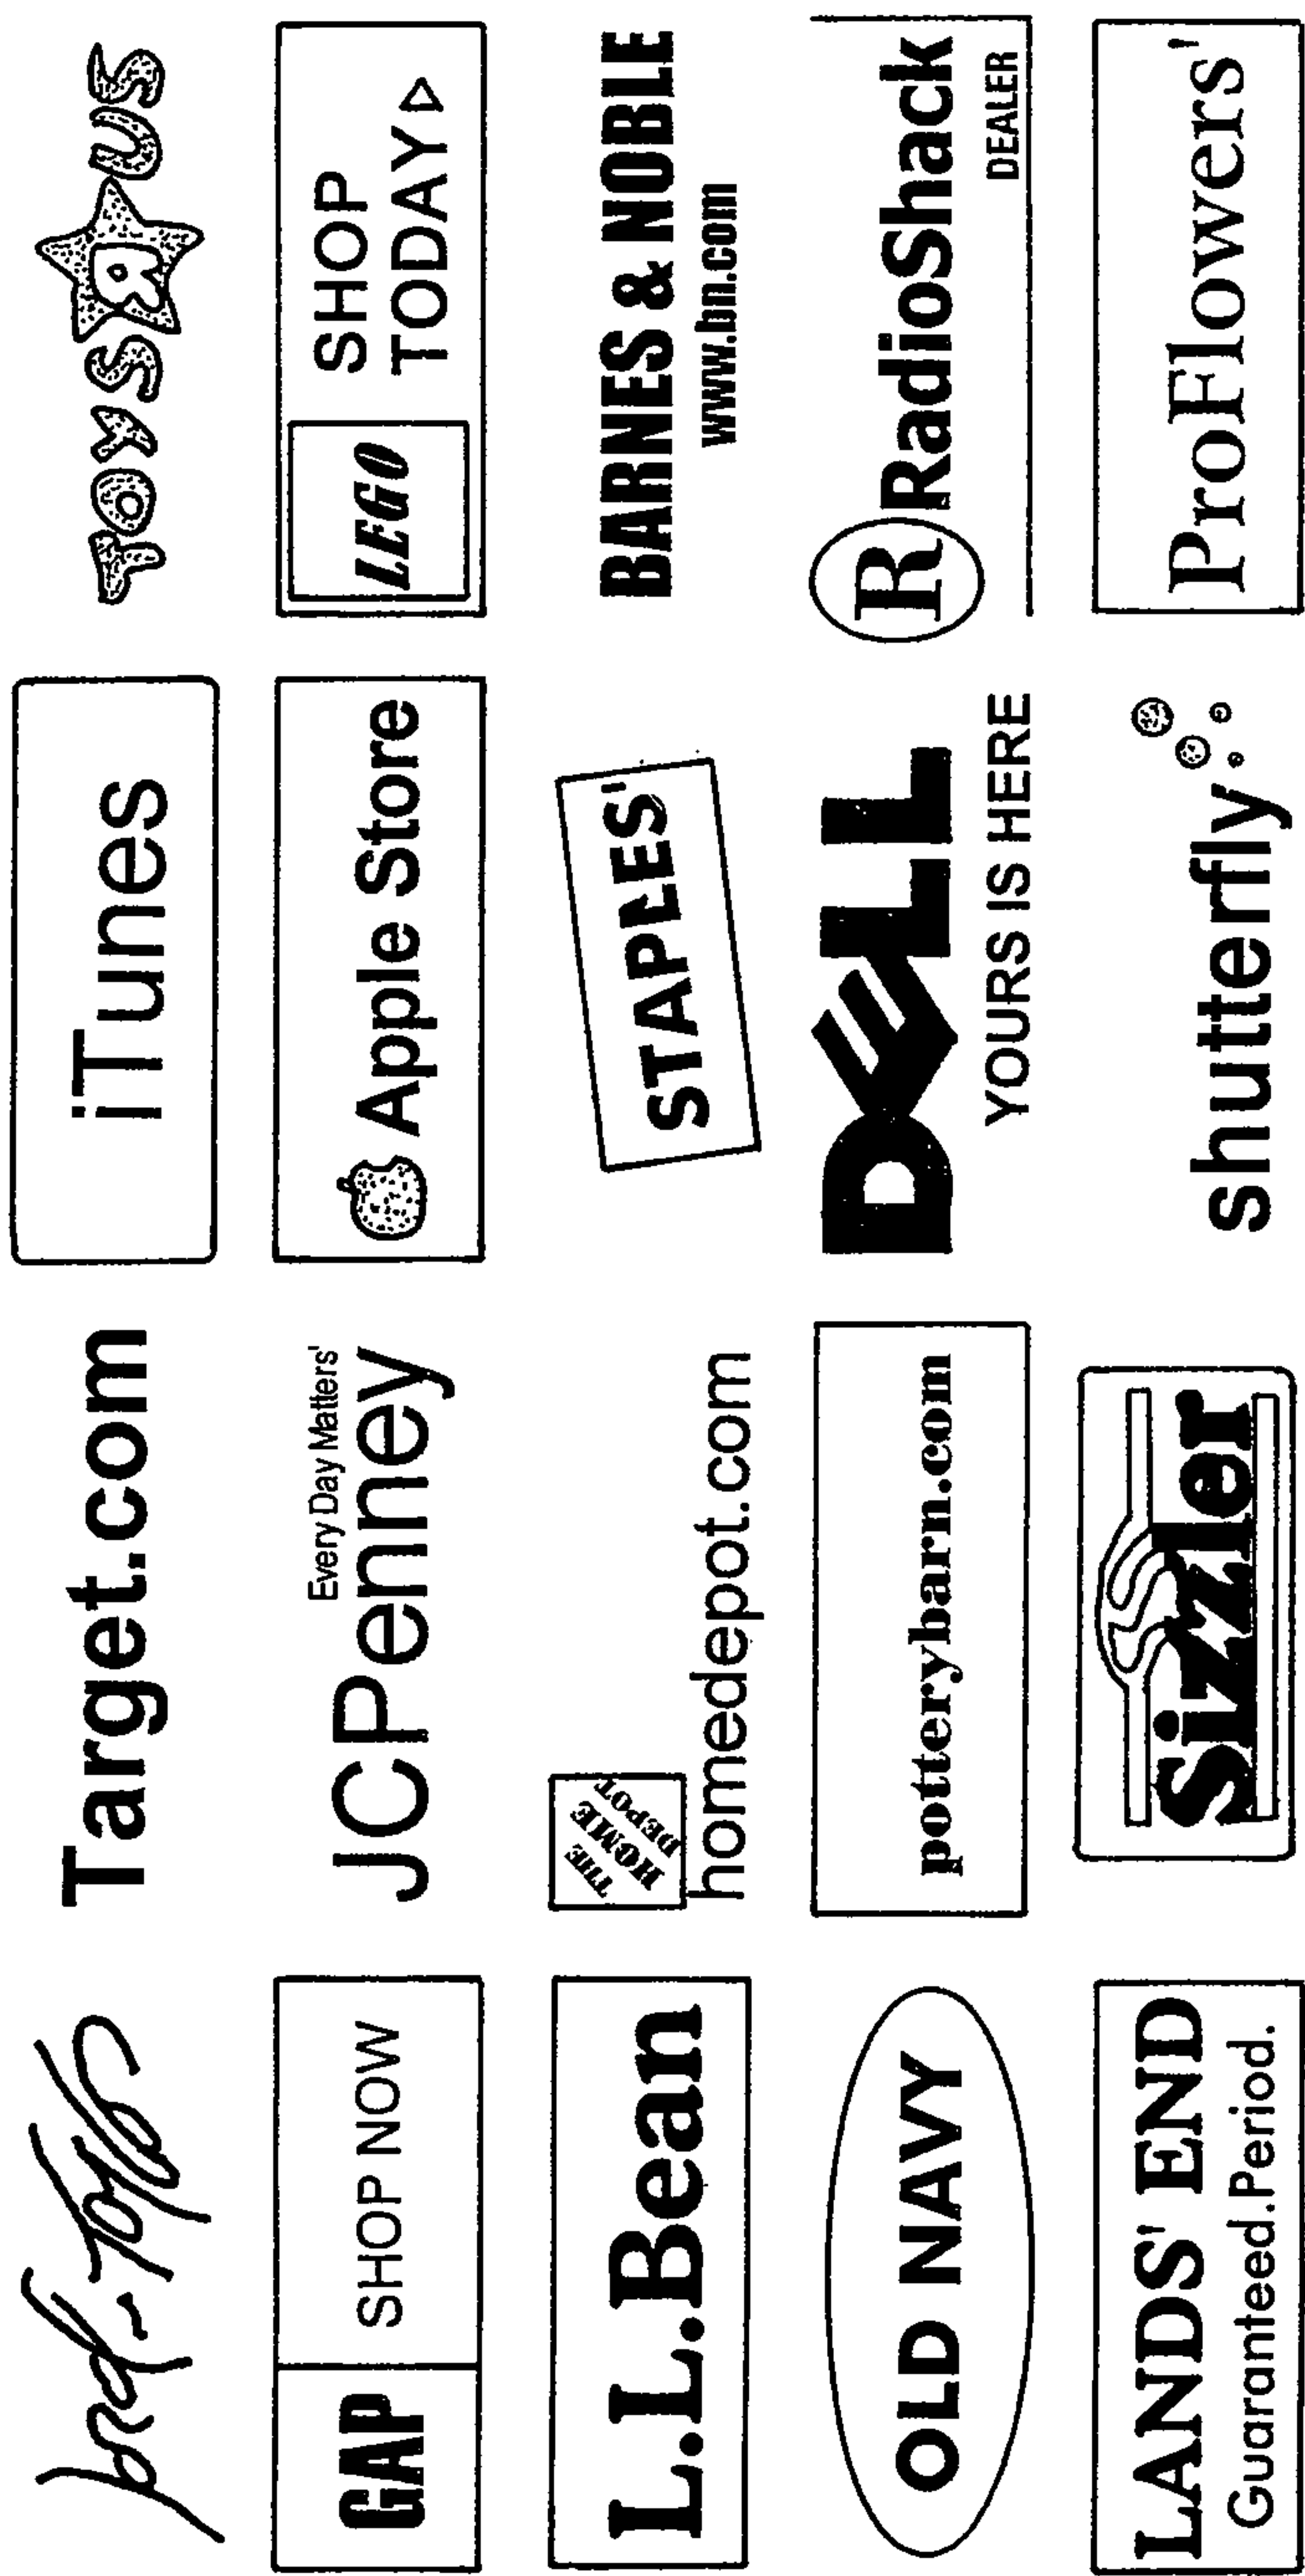 Target.com
iTunes
TOYS R US
GAP SHOP NOW
Every Day Matters'
JCPenney
Apple Store
LEGO
SHOP
TODAY
L.L.Bean
THE
HOME
DEPOT
homedepot.com
STAPLES'
BARNES & NOBLE
www.bn.com
OLD NAVY
potterybarn.com
DELL
YOURS IS HERE
R RadioShack
DEALER
LANDS' END
Guaranteed.Period.
Sizzler
shutterfly
ProFlowers'